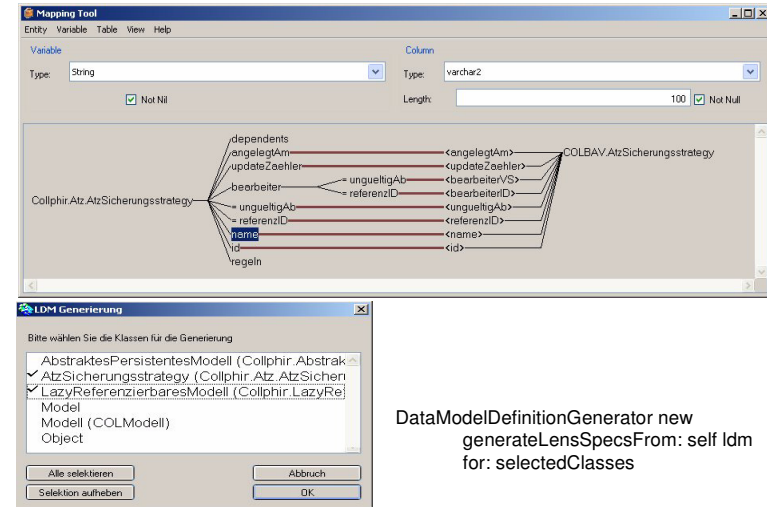 Mapping Tool
Entity Variable Table View Help
Variable
Column
Type: String
Type: varchar2
Not Nil
Length: 100 Not Null
dependents
angelegtAm <angelegtAm> COLBAV.AtzSicherungsstrategy
updateZaehler <updateZaehler>
= ungueltigAb <bearbeiterVS>
bearbeiter
= referenzID <bearbeiterID>
Collphir.Atz.AtzSicherungsstrategy
= ungueltigAb <ungueltigAb>
= referenzID <referenzID>
name <name>
id <id>
regeln
LDM Generierung
Bitte wählen Sie die Klassen für die Generierung
AbstraktesPersistentesModell (Collphir.Abstrak
AtzSicherungsstrategy (Collphir.Atz.AtzSicheru
LazyReferenzierbaresModell (Collphir.LazyRe
Model
Modell (COLModell)
Object
Alle selektieren Abbruch
Selektion aufheben OK
DataModelDefinitionGenerator new
generateLensSpecsFrom: self ldm
for: selectedClasses